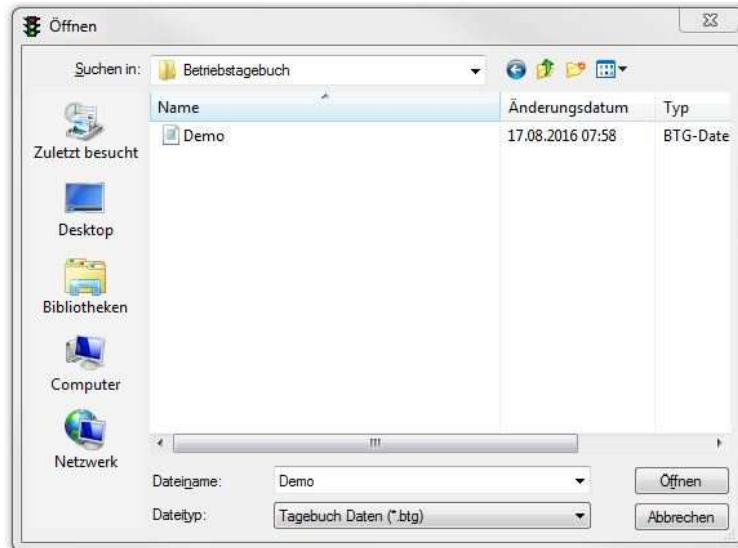 Öffnen
Suchen in: Betriebstagebuch
Name Änderungsdatum Typ
Demo 17.08.2016 07:58 BTG-Date
Zuletzt besucht
Desktop
Bibliotheken
Computer
Netzwerk
Dateiname: Demo Öffnen
Dateityp: Tagebuch Daten (*.btg) Abbrechen